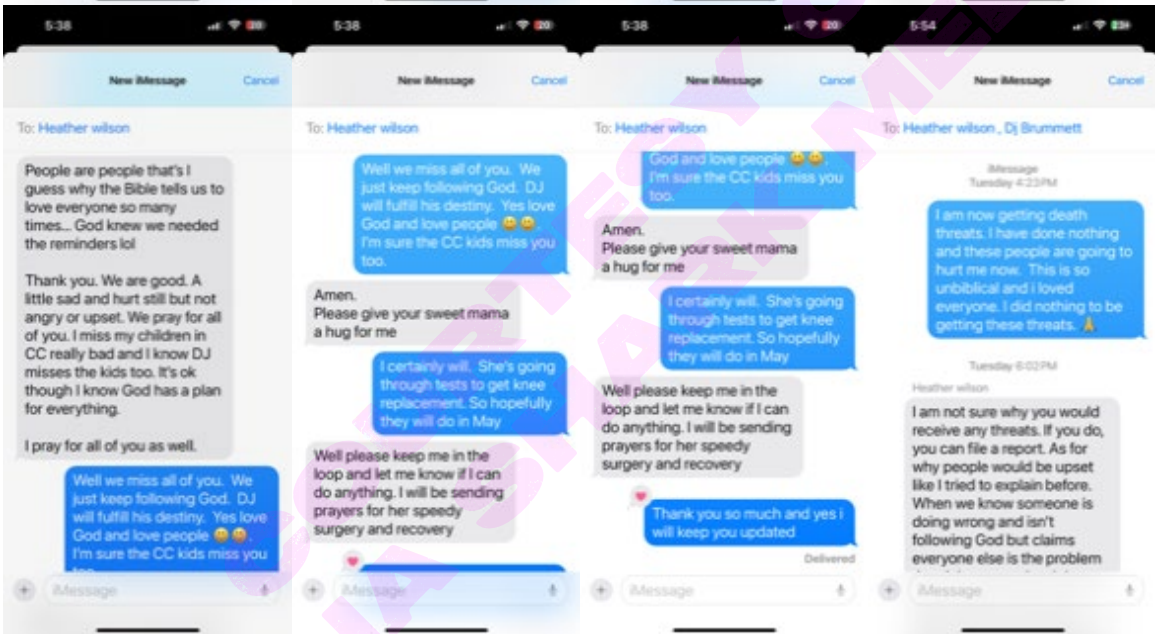 5:38
New iMessage
Cancel
To: Heather wilson
People are people that's I
guess why the Bible tells us to
love everyone so many
times... God knew we needed
the reminders lol
Thank you. We are good. A
little sad and hurt still but not
angry or upset. We pray for all
of you. I miss my children in
CC really bad and I know DJ
misses the kids too. It's ok
though I know God has a plan
for everything.
I pray for all of you as well.
Well we miss all of you. We
just keep following God. DJ
will fulfill his destiny. Yes love
God and love people 😊 😊.
I'm sure the CC kids miss you
iMessage
5:38
New iMessage
Cancel
To: Heather wilson
Well we miss all of you. We
just keep following God. DJ
will fulfill his destiny. Yes love
God and love people 😊 😊.
I'm sure the CC kids miss you
too.
Amen.
Please give your sweet mama
a hug for me
I certainly will. She's going
through tests to get knee
replacement. So hopefully
they will do in May
Well please keep me in the
loop and let me know if I can
do anything. I will be sending
prayers for her speedy
surgery and recovery
iMessage
5:38
New iMessage
Cancel
To: Heather wilson
God and love people 😊 😊.
I'm sure the CC kids miss you
too.
Amen.
Please give your sweet mama
a hug for me
I certainly will. She's going
through tests to get knee
replacement. So hopefully
they will do in May
Well please keep me in the
loop and let me know if I can
do anything. I will be sending
prayers for her speedy
surgery and recovery
Thank you so much and yes i
will keep you updated
Delivered
iMessage
5:54
New iMessage
Cancel
To: Heather wilson , Dj Brummett
iMessage
Tuesday 4:23PM
I am now getting death
threats. I have done nothing
and these people are going to
hurt me now. This is so
unbiblical and i loved
everyone. I did nothing to be
getting these threats. 🙏
Tuesday 6:02PM
Heather wilson
I am not sure why you would
receive any threats. If you do,
you can file a report. As for
why people would be upset
like I tried to explain before.
When we know someone is
doing wrong and isn't
following God but claims
everyone else is the problem
iMessage
COURTESY